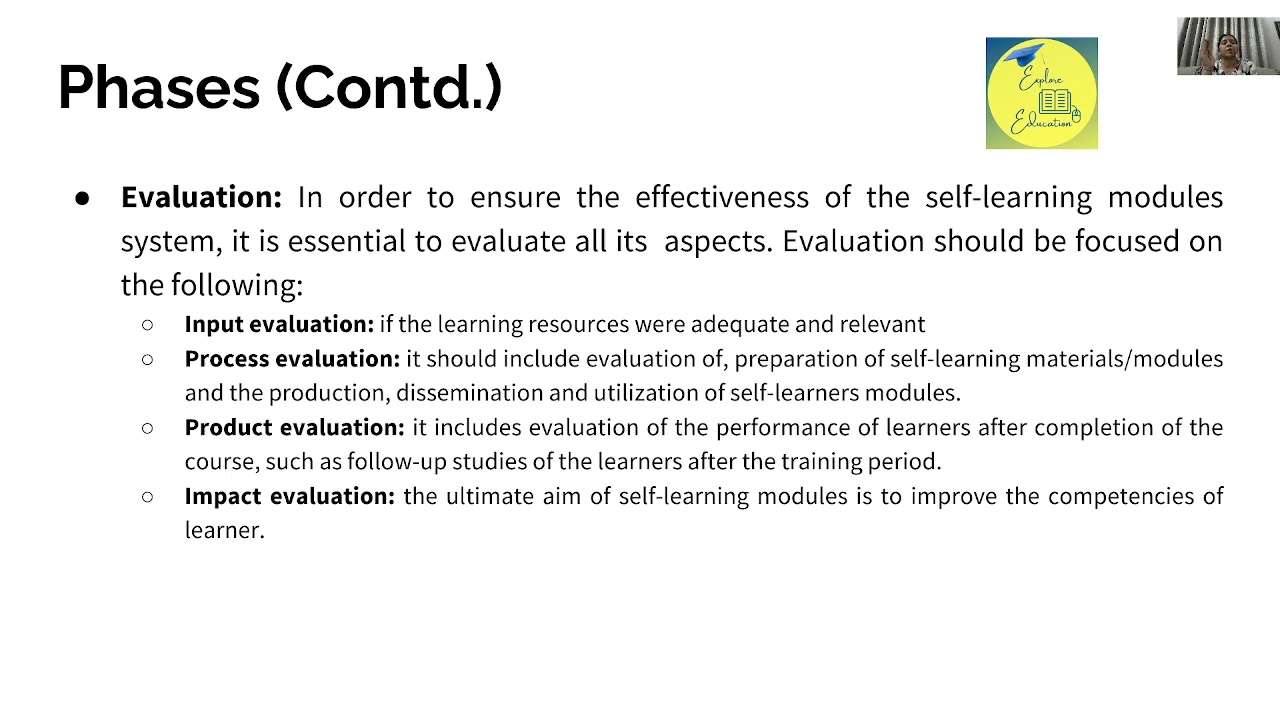 Phases (Contd.)
Explore
Education
● Evaluation: In order to ensure the effectiveness of the self-learning modules
system, it is essential to evaluate all its  aspects. Evaluation should be focused on
the following:
○ Input evaluation: if the learning resources were adequate and relevant
○ Process evaluation: it should include evaluation of, preparation of self-learning materials/modules
and the production, dissemination and utilization of self-learners modules.
○ Product evaluation: it includes evaluation of the performance of learners after completion of the
course, such as follow-up studies of the learners after the training period.
○ Impact evaluation: the ultimate aim of self-learning modules is to improve the competencies of
learner.